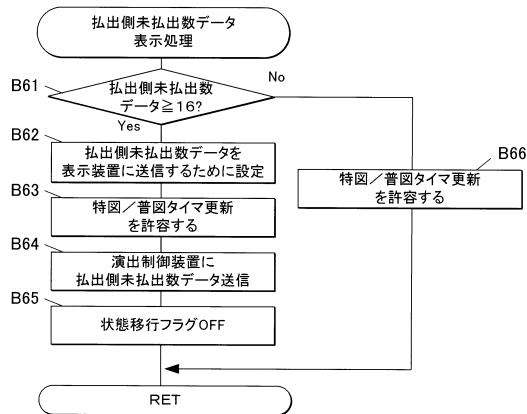 払出側未払出数データ
表示処理
B61
払出側未払出数
データ≧16?
No
Yes
B62
払出側未払出数データを
表示装置に送信するために設定
B66
特図／普図タイマ更新
を許容する
B63
特図／普図タイマ更新
を許容する
B64
演出制御装置に
払出側未払出数データ送信
B65
状態移行フラグOFF
RET